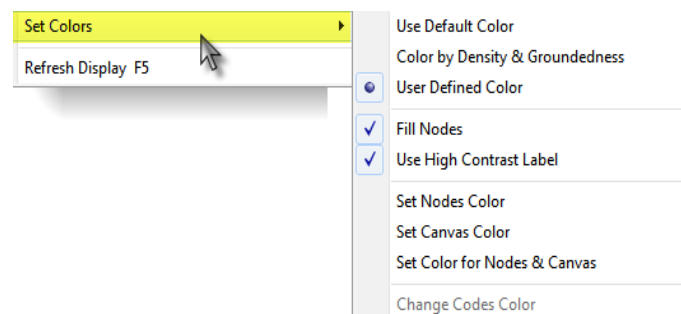 Set Colors
Refresh Display F5
Use Default Color
Color by Density & Groundedness
User Defined Color
Fill Nodes
Use High Contrast Label
Set Nodes Color
Set Canvas Color
Set Color for Nodes & Canvas
Change Codes Color